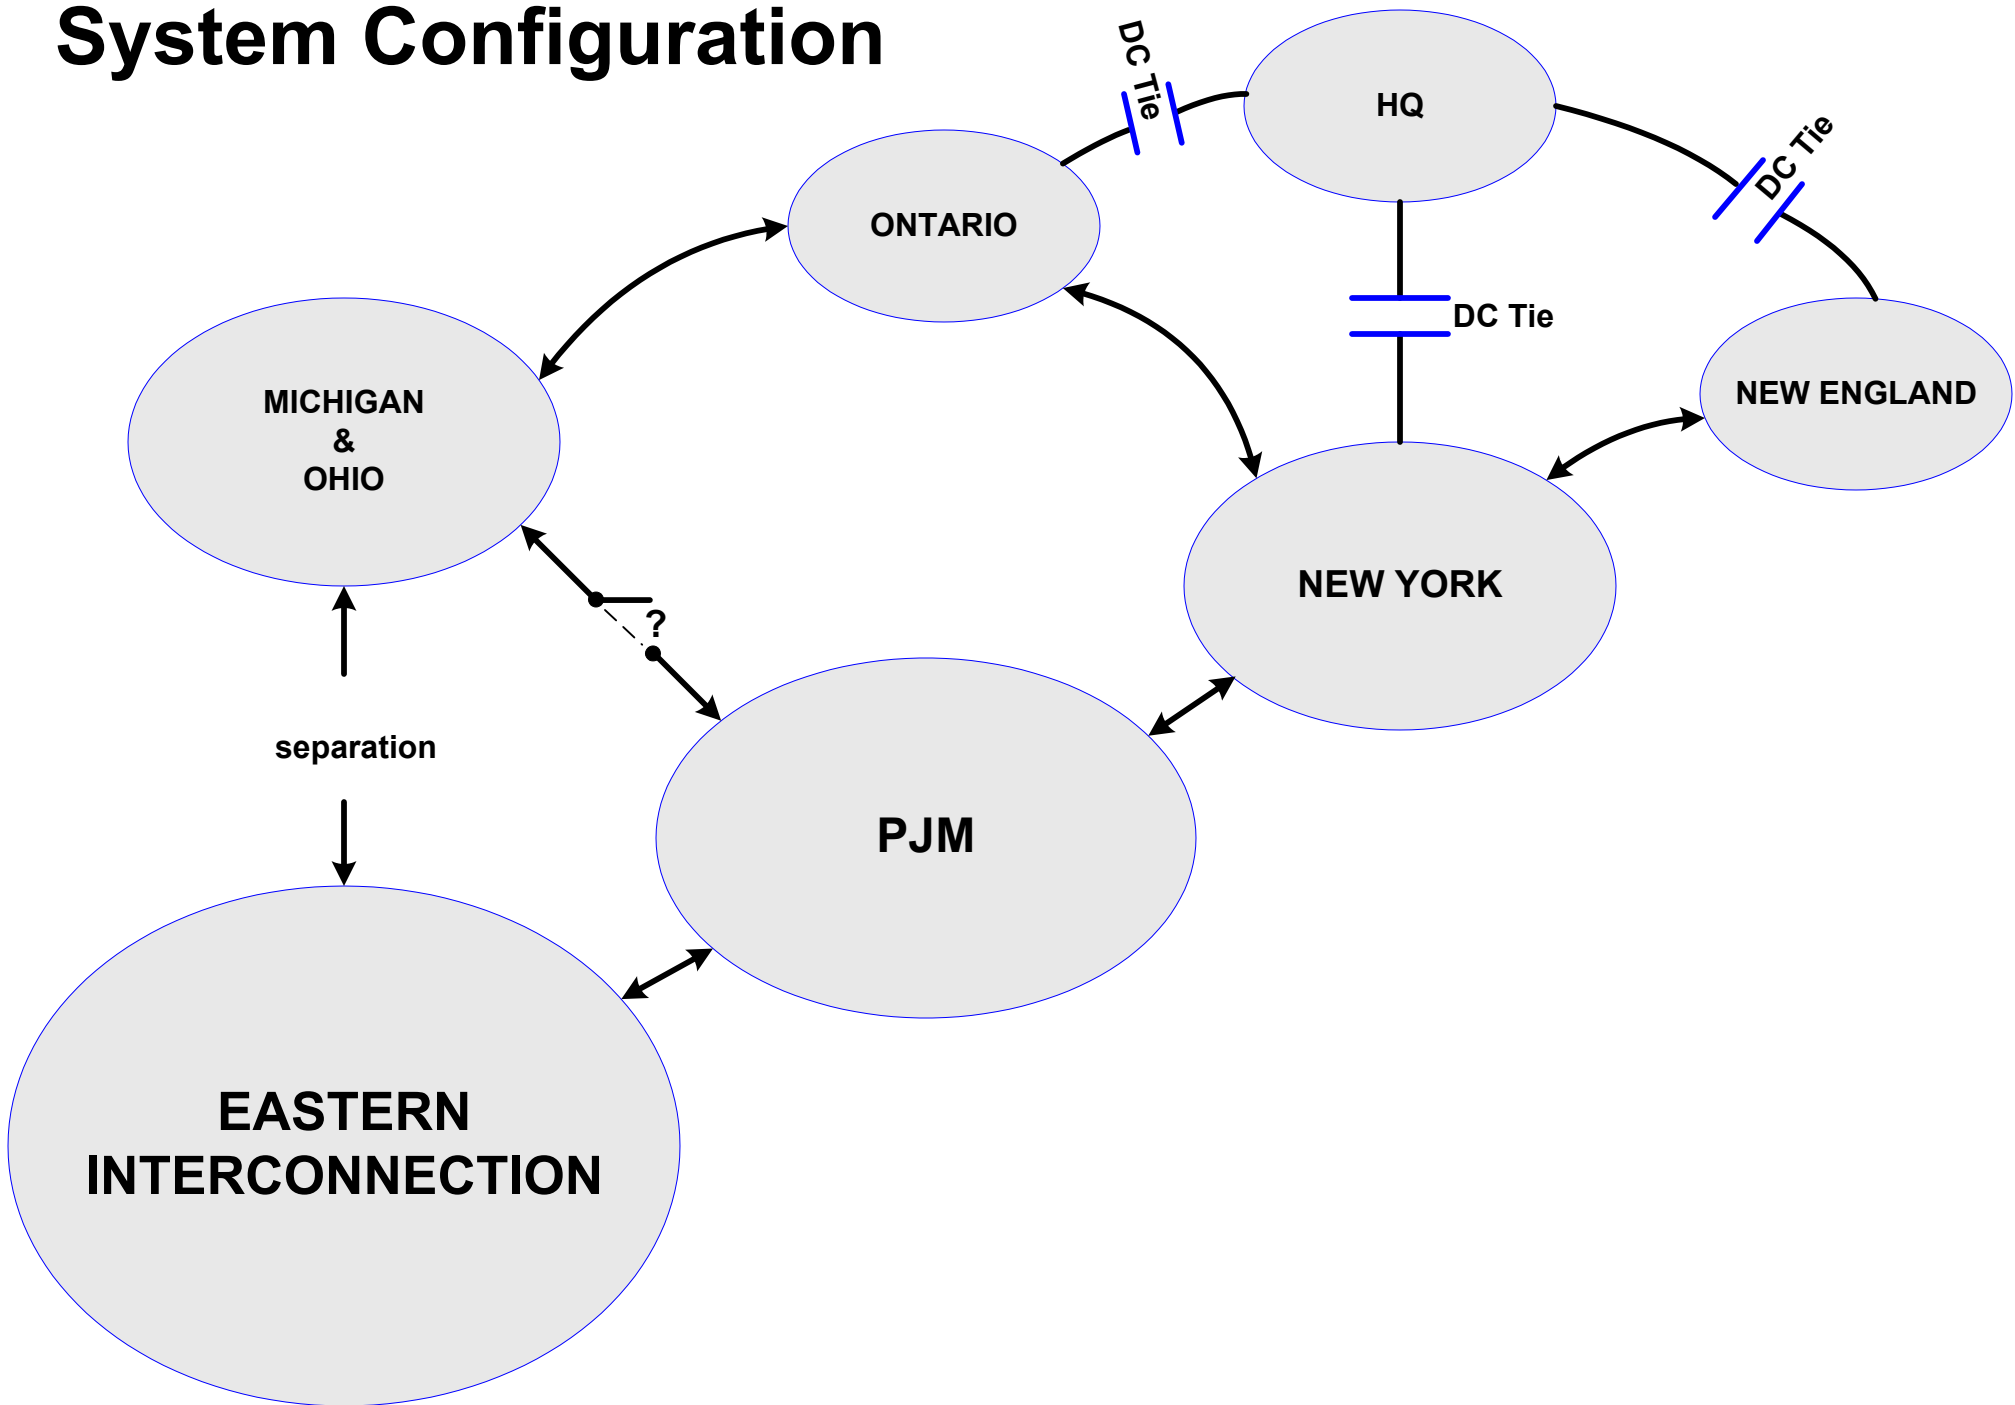 System Configuration
DC Tie
HQ
DC Tie
ONTARIO
DC Tie
MICHIGAN
&
OHIO
NEW ENGLAND
NEW YORK
?
separation
PJM
EASTERN
INTERCONNECTION